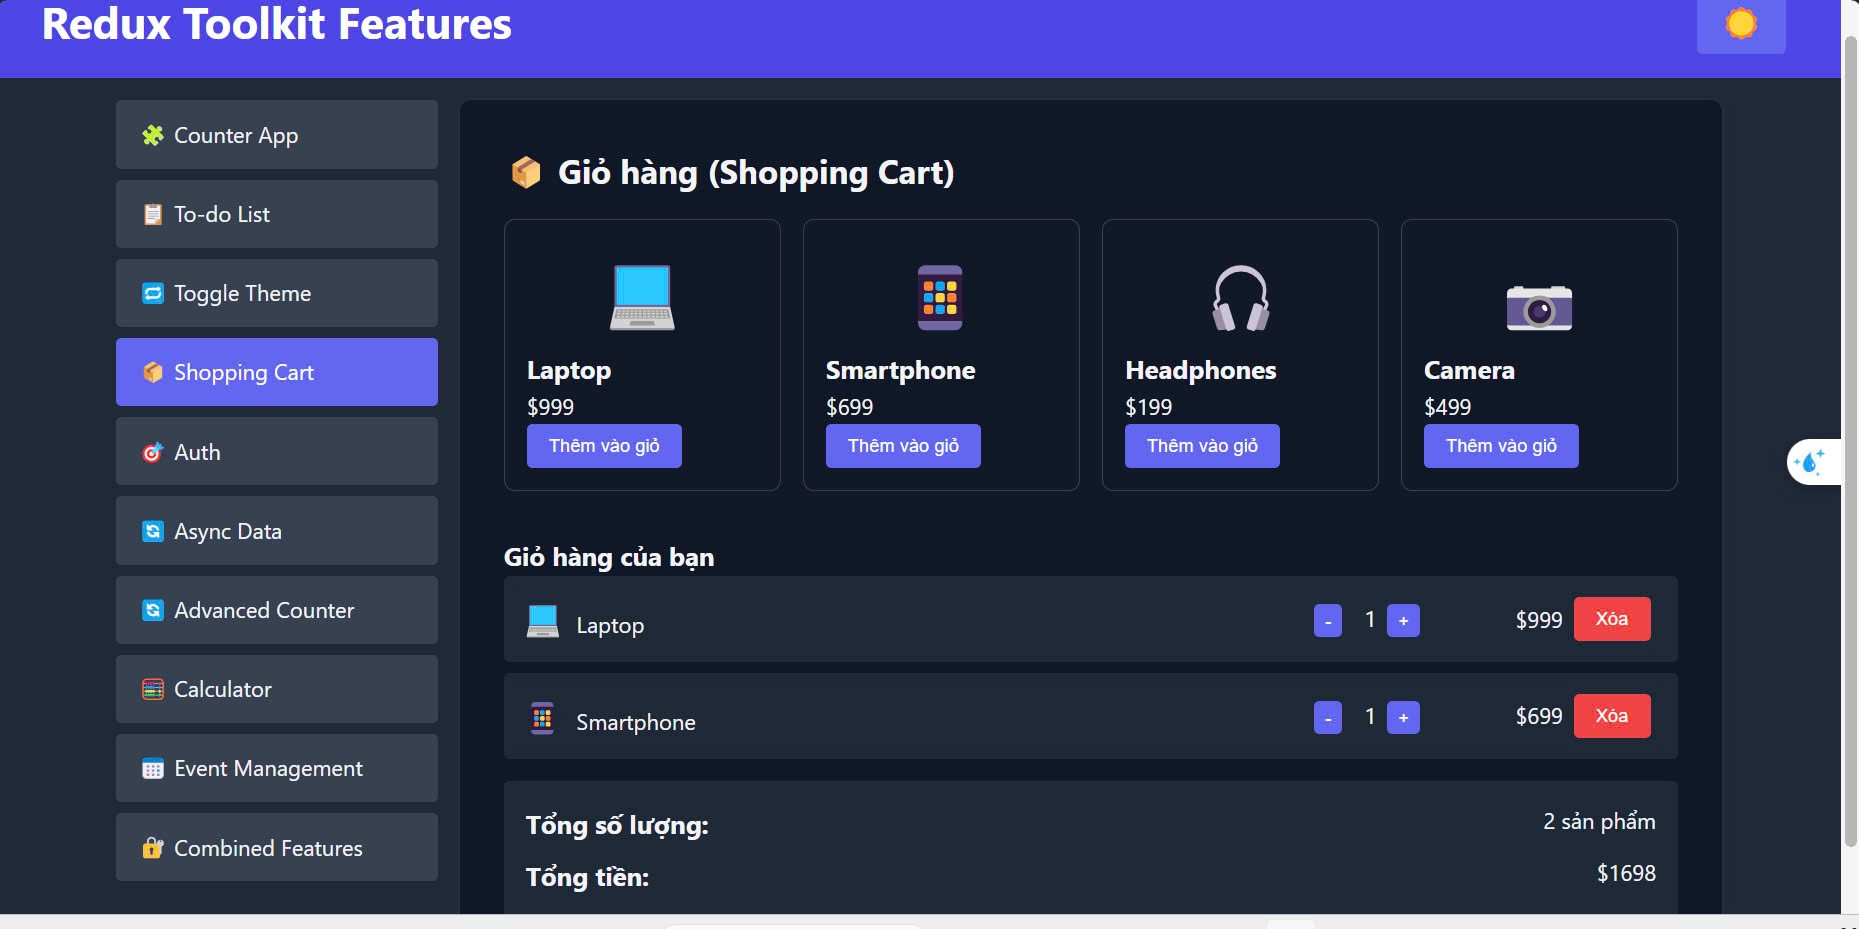 Redux Toolkit Features
Counter App
To-do List
Toggle Theme
Shopping Cart
Auth
Async Data
Advanced Counter
Calculator
Event Management
Combined Features
Giỏ hàng (Shopping Cart)
Laptop
$999
Thêm vào giỏ
Smartphone
$699
Thêm vào giỏ
Headphones
$199
Thêm vào giỏ
Camera
$499
Thêm vào giỏ
Giỏ hàng của bạn
Laptop - 1 + $999 Xóa
Smartphone - 1 + $699 Xóa
Tổng số lượng: 2 sản phẩm
Tổng tiền: $1698